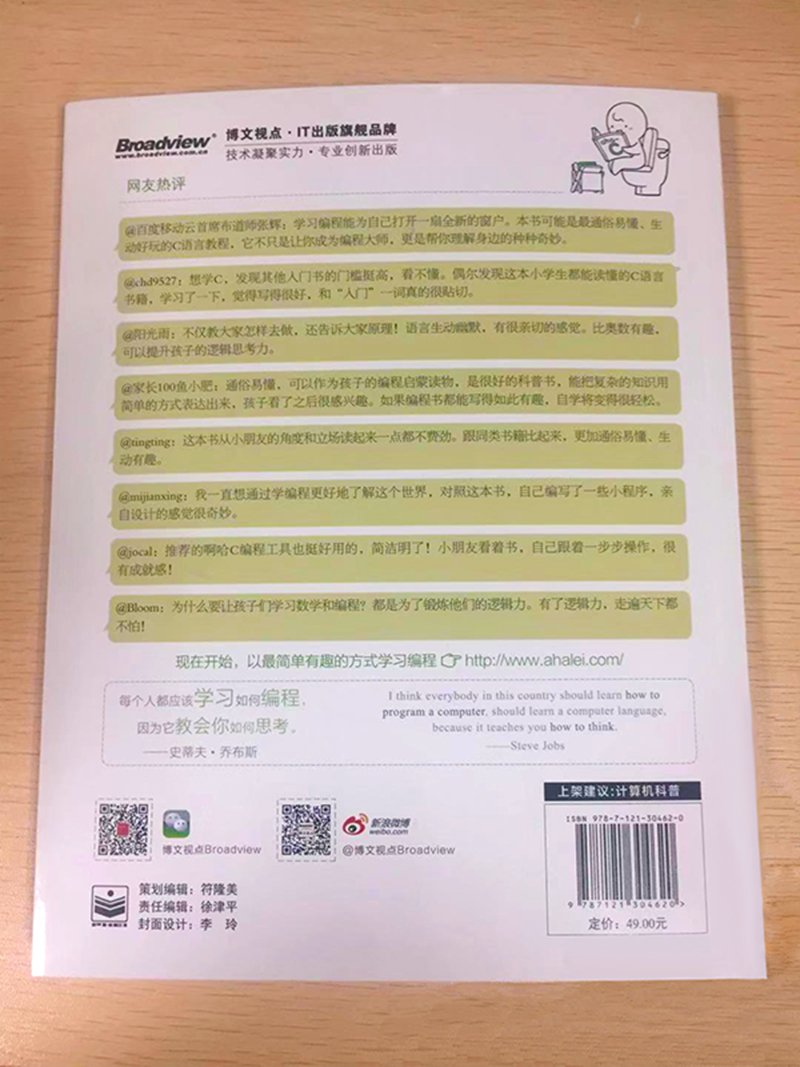 Broadview®
www.broadview.com.cn
博文视点·IT出版旗舰品牌
技术凝聚实力·专业创新出版
网友热评
@百度移动云首席布道师张辉：学习编程能为自己打开一扇全新的窗户。本书可能是最通俗易懂、生
动好玩的C语言教程，它不只是让你成为编程大师，更是帮你理解身边的种种奇妙。
@chd9527：想学C，发现其他入门书的门槛挺高，看不懂。偶尔发现这本小学生都能读懂的C语言
书籍，学习了一下，觉得写得很好，和“入门”一词真的很贴切。
@阳光雨：不仅教大家怎样去做，还告诉大家原理！语言生动幽默，有很亲切的感觉。比奥数有趣，
可以提升孩子的逻辑思考力。
@家长100鱼小肥：通俗易懂，可以作为孩子的编程启蒙读物，是很好的科普书，能把复杂的知识用
简单的方式表达出来，孩子看了之后很感兴趣。如果编程书都能写得如此有趣，自学将变得很轻松。
@tingting：这本书从小朋友的角度和立场读起来一点都不费劲。跟同类书籍比起来，更加通俗易懂、生
动有趣。
@mijianxing：我一直想通过学编程更好地了解这个世界，对照这本书，自己编写了一些小程序，亲
自设计的感觉很奇妙。
@jocal：推荐的啊哈C编程工具也挺好用的，简洁明了！小朋友看着书，自己跟着一步步操作，很
有成就感！
@Bloom：为什么要让孩子们学习数学和编程？都是为了锻炼他们的逻辑力。有了逻辑力，走遍天下都
不怕！
现在开始，以最简单有趣的方式学习编程 http://www.ahalei.com/
每个人都应该学习如何编程，
因为它教会你如何思考。
——史蒂夫·乔布斯
I think everybody in this country should learn how to
program a computer, should learn a computer language,
because it teaches you how to think.
——Steve Jobs
博文视点Broadview
新浪微博
weibo.com
@博文视点Broadview
策划编辑：符隆美
责任编辑：徐津平
封面设计：李 玲
上架建议:计算机科普
ISBN 978-7-121-30462-0
9 787121 304620>
定价：49.00元